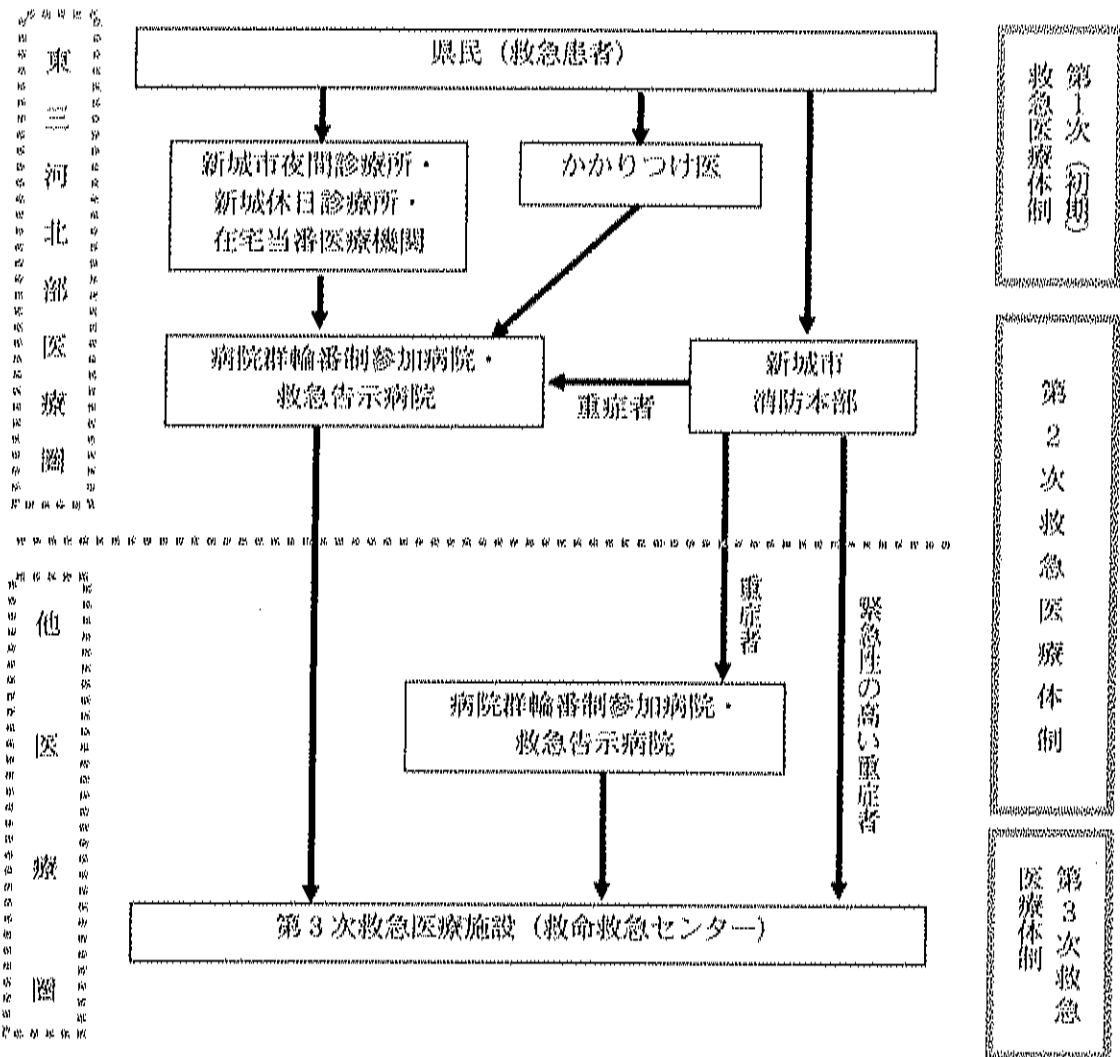 県民（救急患者）
新城市夜間診療所・
新城休日診療所・
在宅当番医療機関
かかりつけ医
病院群輪番制参加病院・
救急告示病院
重症者
新城市
消防本部
重症者
緊急性の高い重症者
病院群輪番制参加病院・
救急告示病院
第3次救急医療施設（救命救急センター）
東三河北部医療圏
他医療圏
第1次（初期）
救急医療体制
第2次救急医療体制
第3次救急
医療体制